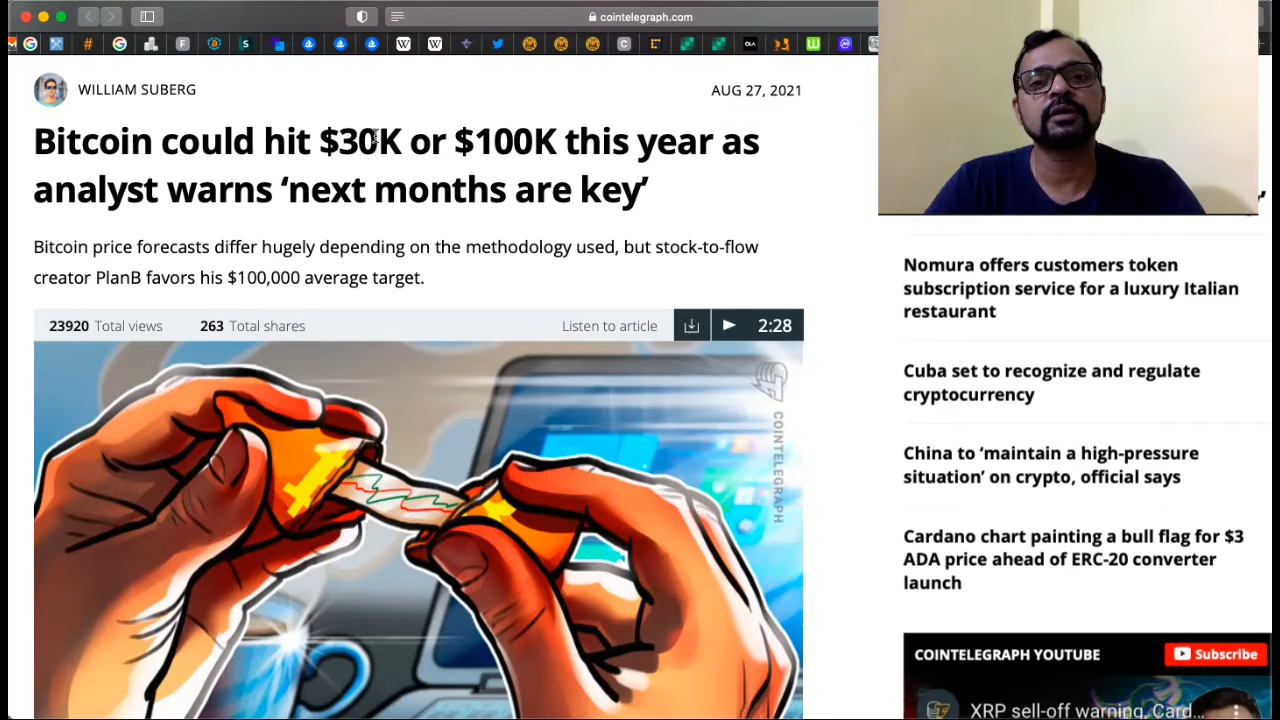 cointelegraph.com
WILLIAM SUBERG
AUG 27, 2021
Bitcoin could hit $30K or $100K this year as
analyst warns ‘next months are key’
Bitcoin price forecasts differ hugely depending on the methodology used, but stock-to-flow
creator PlanB favors his $100,000 average target.
23920 Total views
263 Total shares
Listen to article
2:28
COINTELEGRAPH
Nomura offers customers token
subscription service for a luxury Italian
restaurant
Cuba set to recognize and regulate
cryptocurrency
China to ‘maintain a high-pressure
situation’ on crypto, official says
Cardano chart painting a bull flag for $3
ADA price ahead of ERC-20 converter
launch
COINTELEGRAPH YOUTUBE
Subscribe
XRP sell-off warning, Card...